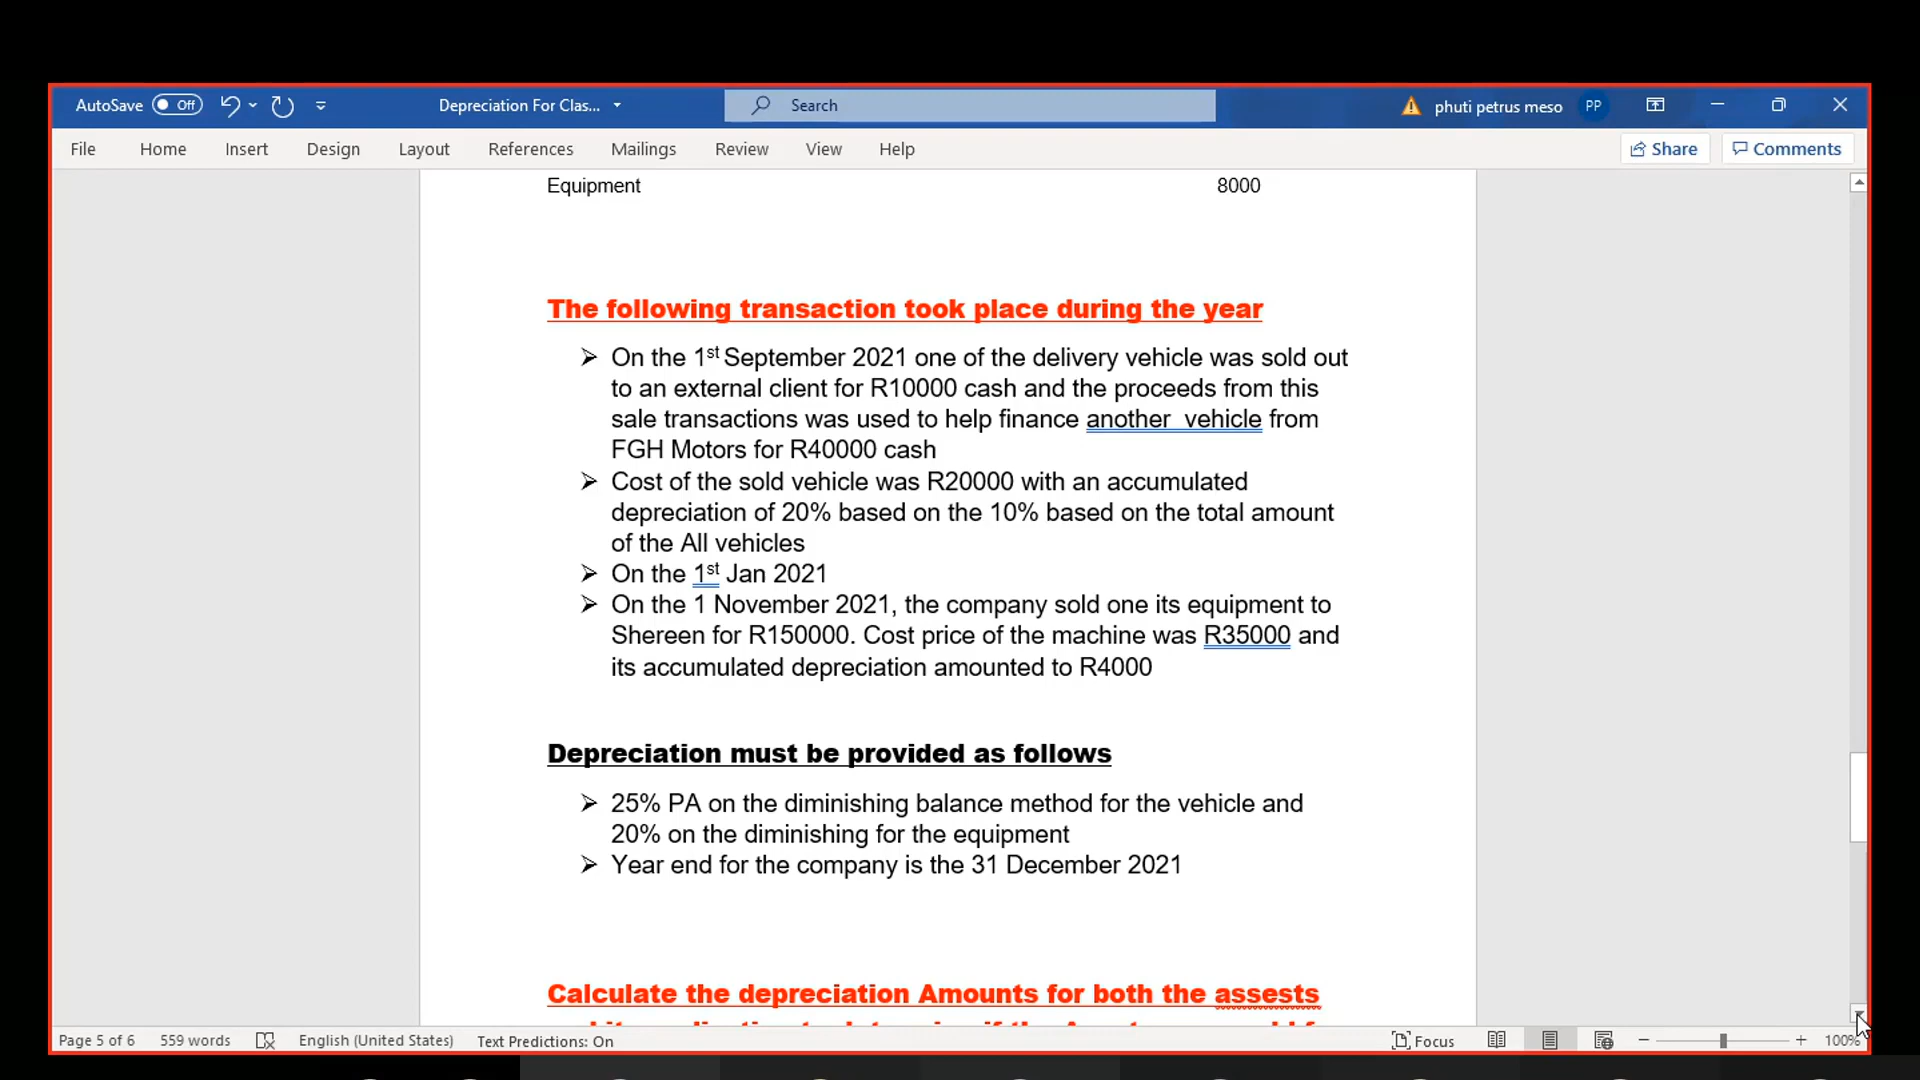 AutoSave Off Depreciation For Clas... Search phuti petrus meso PP
File Home Insert Design Layout References Mailings Review View Help Share Comments
Equipment 8000
The following transaction took place during the year
➢ On the 1st September 2021 one of the delivery vehicle was sold out
to an external client for R10000 cash and the proceeds from this
sale transactions was used to help finance another vehicle from
FGH Motors for R40000 cash
➢ Cost of the sold vehicle was R20000 with an accumulated
depreciation of 20% based on the 10% based on the total amount
of the All vehicles
➢ On the 1st Jan 2021
➢ On the 1 November 2021, the company sold one its equipment to
Shereen for R150000. Cost price of the machine was R35000 and
its accumulated depreciation amounted to R4000
Depreciation must be provided as follows
➢ 25% PA on the diminishing balance method for the vehicle and
20% on the diminishing for the equipment
➢ Year end for the company is the 31 December 2021
Calculate the depreciation Amounts for both the assests
Page 5 of 6 559 words English (United States) Text Predictions: On Focus 100%